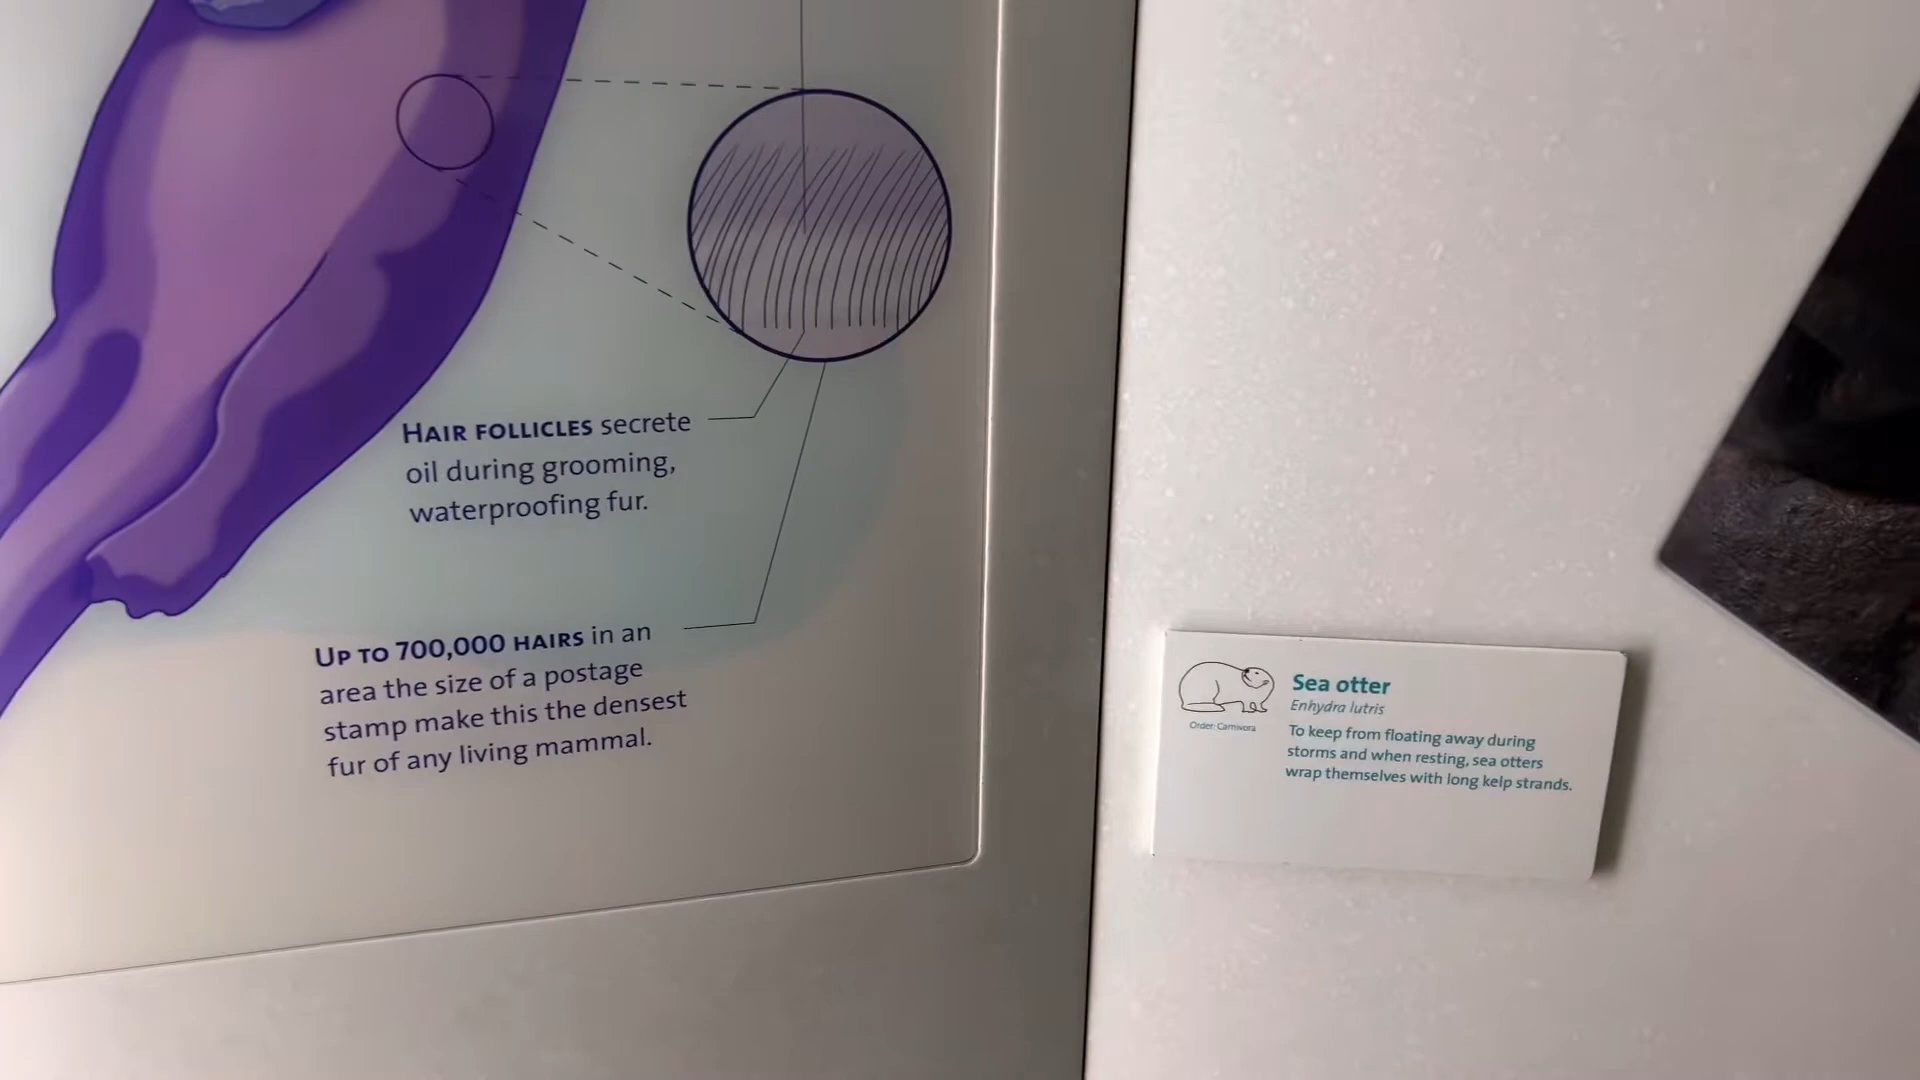 HAIR FOLLICLES secrete
oil during grooming,
waterproofing fur.
UP TO 700,000 HAIRS in an
area the size of a postage
stamp make this the densest
fur of any living mammal.
Sea otter
Enhydra lutris
Order: Carnivora
To keep from floating away during
storms and when resting, sea otters
wrap themselves with long kelp strands.